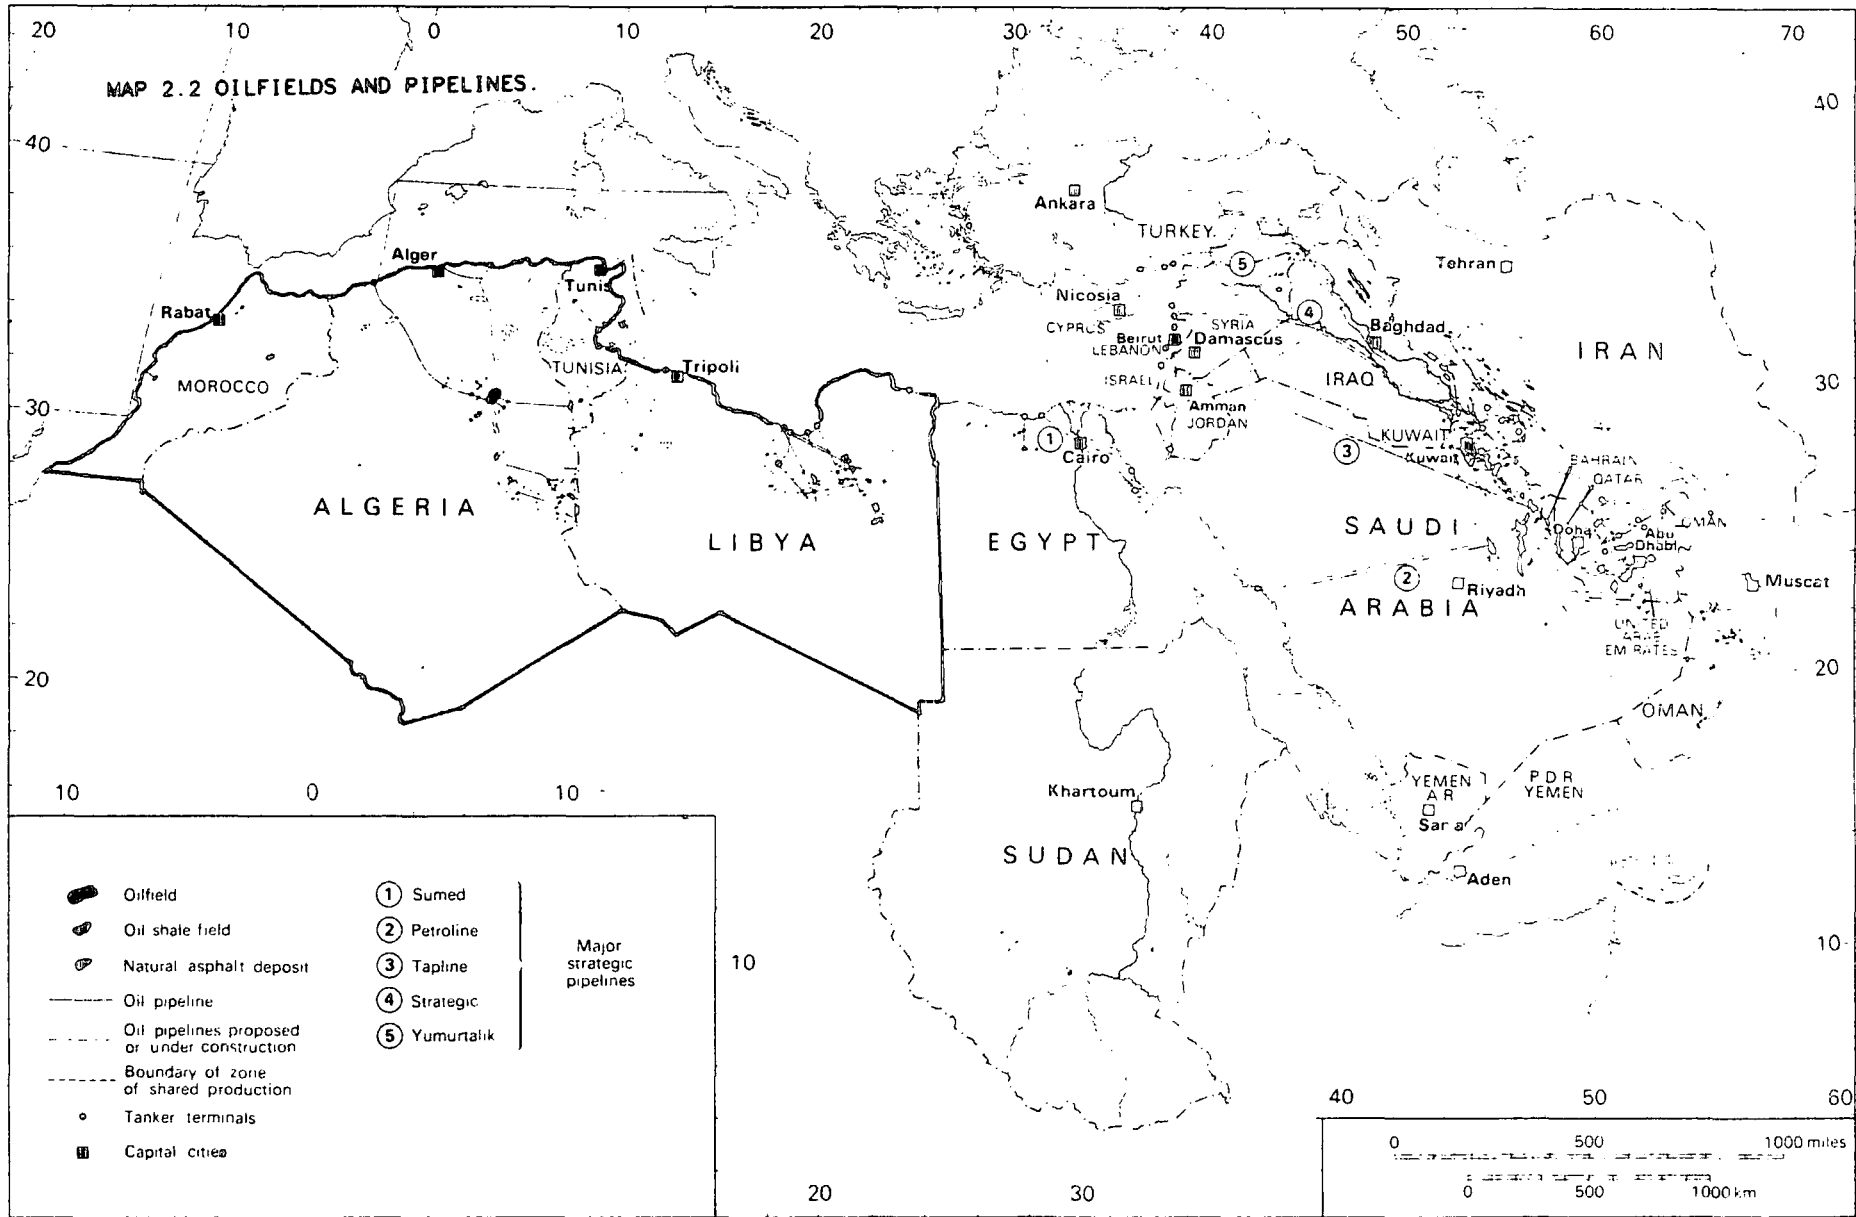 20 10 0 10 20 30 40 50 60 70
MAP 2.2 OILFIELDS AND PIPELINES.
40
40
Ankara
TURKEY
Alger
Tunis
5
Tehran
Rabat
Nicosia
CYPRUS
4
SYRIA
Beirut
Damascus
LEBANON
Baghdad
IRAN
MOROCCO
TUNISIA
Tripoli
ISRAEL
IRAQ
30
30
Amman
JORDAN
1
Cairo
KUWAIT
Kuwait
3
BAHRAIN
QATAR
ALGERIA
LIBYA
EGYPT
SAUDI
Doha
OMAN
Abu
Dhabi
2
Riyadh
Muscat
ARABIA
UNITED
ARAB
EMIRATES
20
20
OMAN
10 0 10
Khartoum
YEMEN
A R
P D R
YEMEN
San a
SUDAN
Aden
Oilfield
Oil shale field
Natural asphalt deposit
Oil pipeline
Oil pipelines proposed
or under construction
Boundary of zone
of shared production
Tanker terminals
Capital cities
1 Sumed
2 Petroline
3 Tapline
4 Strategic
5 Yumurtalik
Major
strategic
pipelines
10
10
40 50 60
0 500 1000 miles
0 500 1000 km
20 30